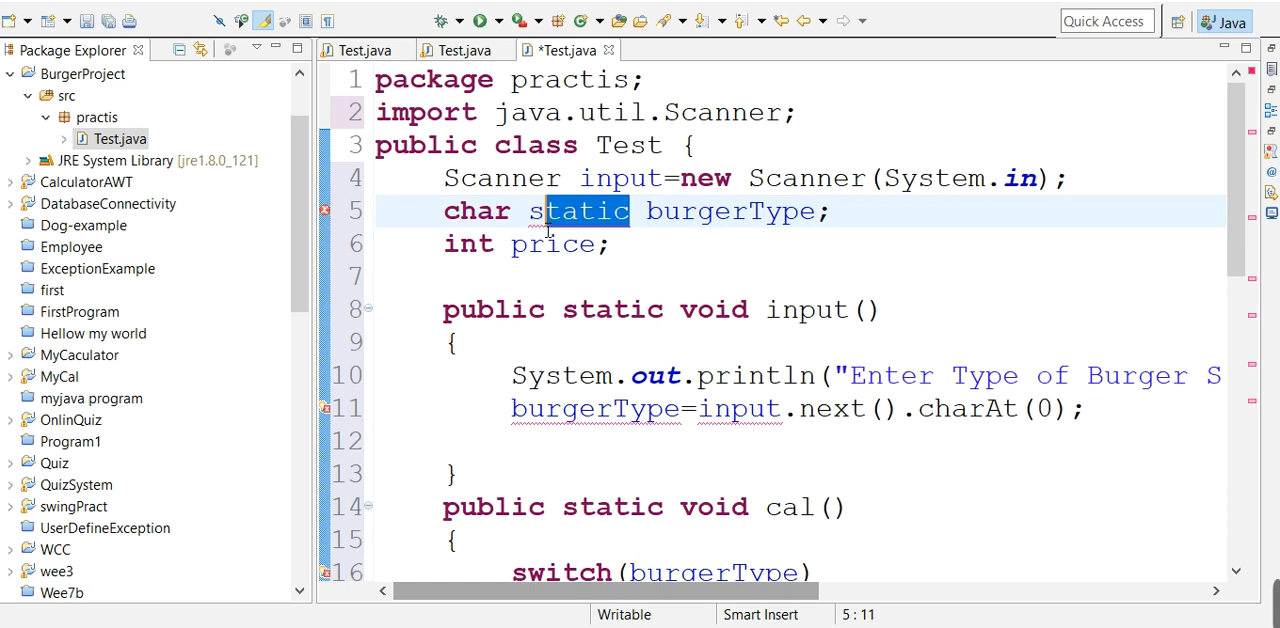 Quick Access
Java
Package Explorer
Test.java
Test.java
*Test.java
BurgerProject
src
practis
Test.java
JRE System Library [jre1.8.0_121]
CalculatorAWT
DatabaseConnectivity
Dog-example
Employee
ExceptionExample
first
FirstProgram
Hellow my world
MyCaculator
MyCal
myjava program
OnlinQuiz
Program1
Quiz
QuizSystem
swingPract
UserDefineException
WCC
wee3
Wee7b
1 package practis;
2 import java.util.Scanner;
3 public class Test {
4 Scanner input=new Scanner(System.in);
5 char static burgerType;
6 int price;
7
8 public static void input()
9 {
10 System.out.println("Enter Type of Burger S
11 burgerType=input.next().charAt(0);
12
13 }
14 public static void cal()
15 {
16 switch(burgerType)
Writable
Smart Insert
5 : 11